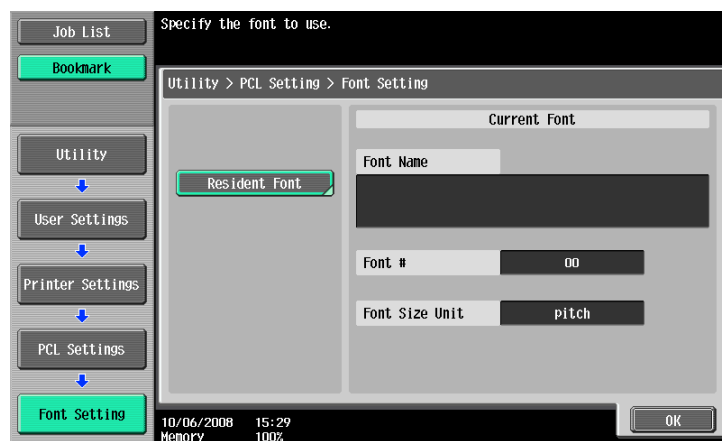 Job List
Bookmark
Specify the font to use.
Utility > PCL Setting > Font Setting
Utility
User Settings
Printer Settings
PCL Settings
Font Setting
Resident Font
Current Font
Font Name
Font # 00
Font Size Unit pitch
10/06/2008 15:29
Memory 100%
OK